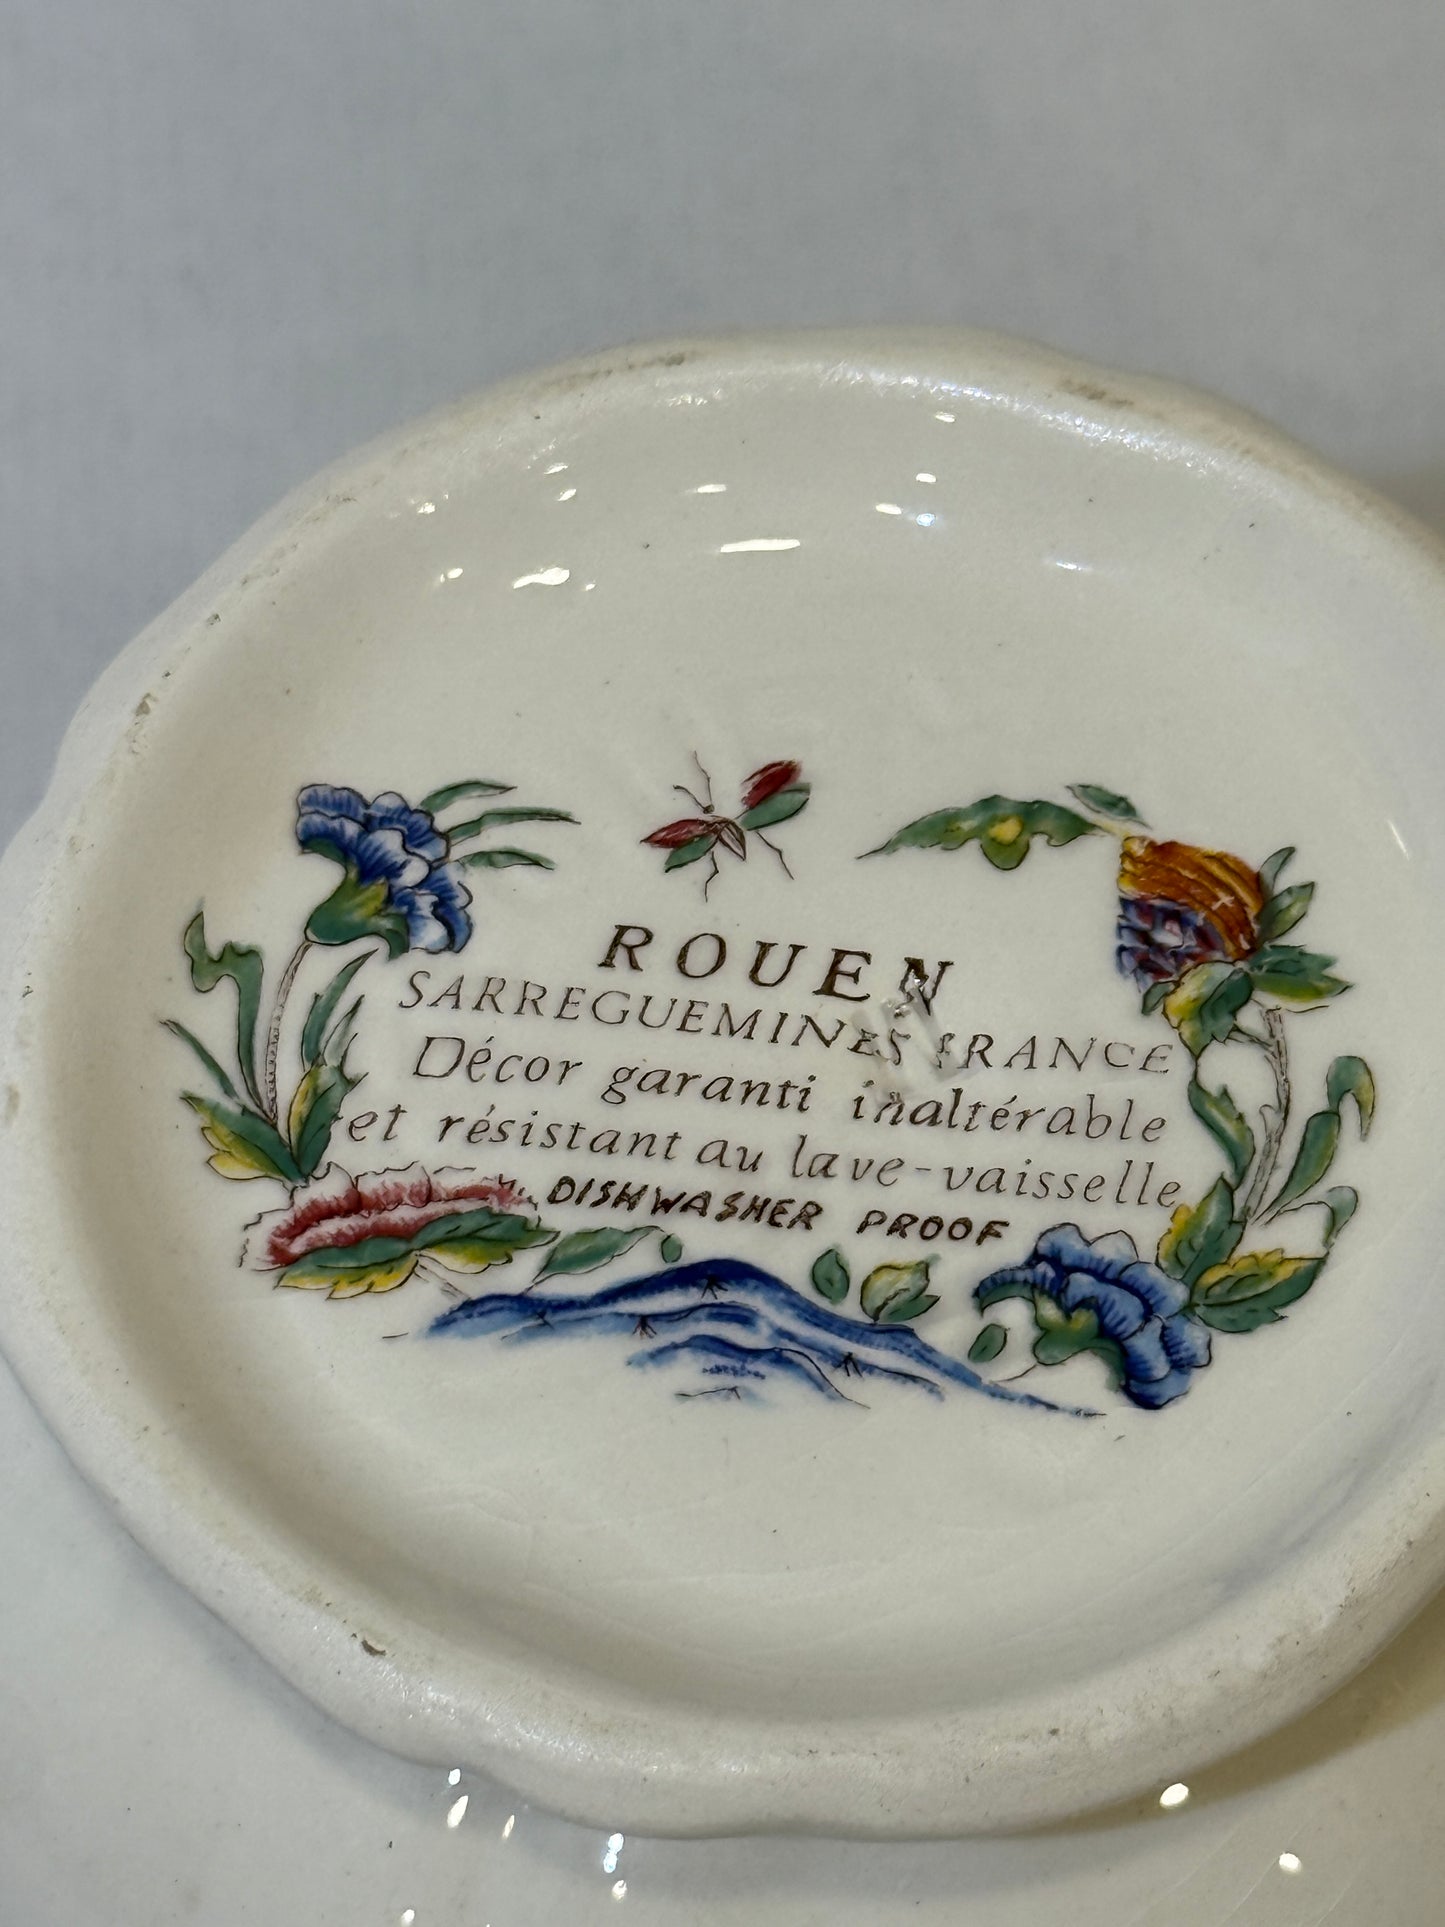 ROUEN
SARREGUEMINES FRANCE
Décor garanti inaltérable
et résistant au lave-vaisselle
DISHWASHER PROOF